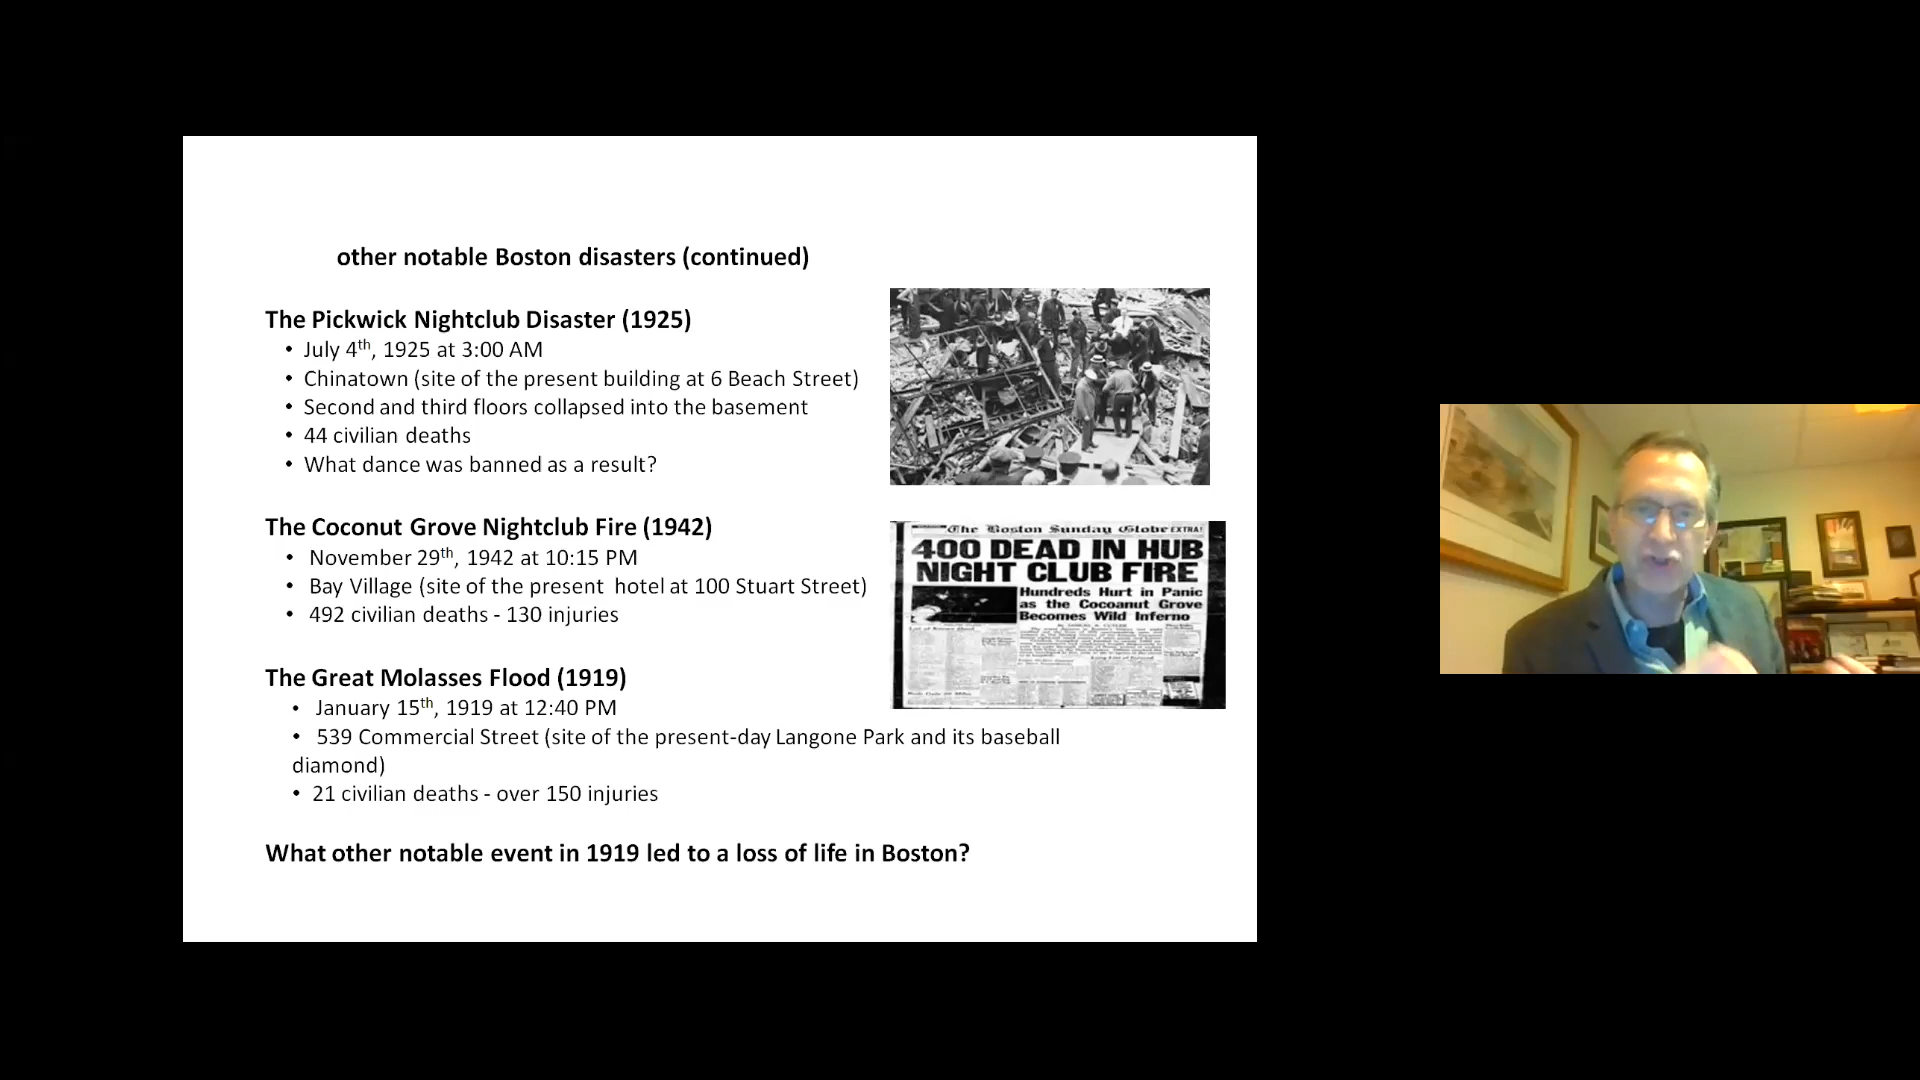 other notable Boston disasters (continued)
The Pickwick Nightclub Disaster (1925)
• July 4th, 1925 at 3:00 AM
• Chinatown (site of the present building at 6 Beach Street)
• Second and third floors collapsed into the basement
• 44 civilian deaths
• What dance was banned as a result?
The Coconut Grove Nightclub Fire (1942)
• November 29th, 1942 at 10:15 PM
• Bay Village (site of the present hotel at 100 Stuart Street)
• 492 civilian deaths - 130 injuries
The Boston Sunday Globe EXTRA!
400 DEAD IN HUB
NIGHT CLUB FIRE
Hundreds Hurt in Panic
as the Cocoanut Grove
Becomes Wild Inferno
The Great Molasses Flood (1919)
• January 15th, 1919 at 12:40 PM
• 539 Commercial Street (site of the present-day Langone Park and its baseball
diamond)
• 21 civilian deaths - over 150 injuries
What other notable event in 1919 led to a loss of life in Boston?